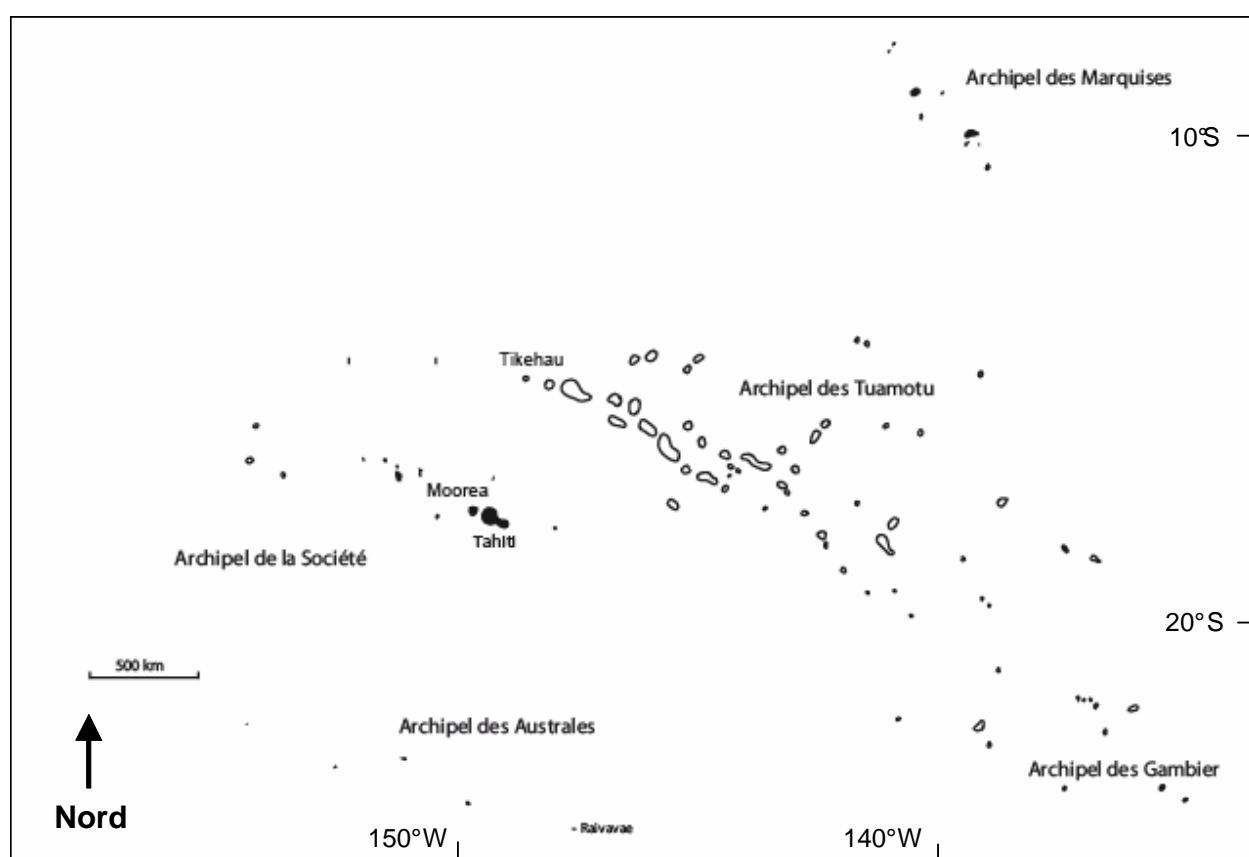 Archipel des Marquises
10°S
Tikehau
Archipel des Tuamotu
Moorea
Tahiti
Archipel de la Société
20°S
500 km
Archipel des Australes
Archipel des Gambier
Nord
Raivavae
150°W
140°W